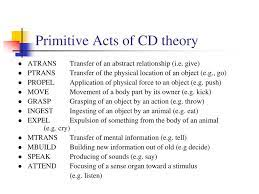 Primitive Acts of CD theory
ATRANS Transfer of an abstract relationship (i.e. give)
PTRANS Transfer of the physical location of an object (e.g., go)
PROPEL Application of physical force to an object (e.g. push)
MOVE Movement of a body part by its owner (e.g. kick)
GRASP Grasping of an object by an action (e.g. throw)
INGEST Ingesting of an object by an animal (e.g. eat)
EXPEL Expulsion of something from the body of an animal
(e.g, cry)
MTRANS Transfer of mental information (e.g. tell)
MBUILD Building new information out of old (e.g decide)
SPEAK Producing of sounds (e.g. say)
ATTEND Focusing of a sense organ toward a stimulus
(e.g. listen)